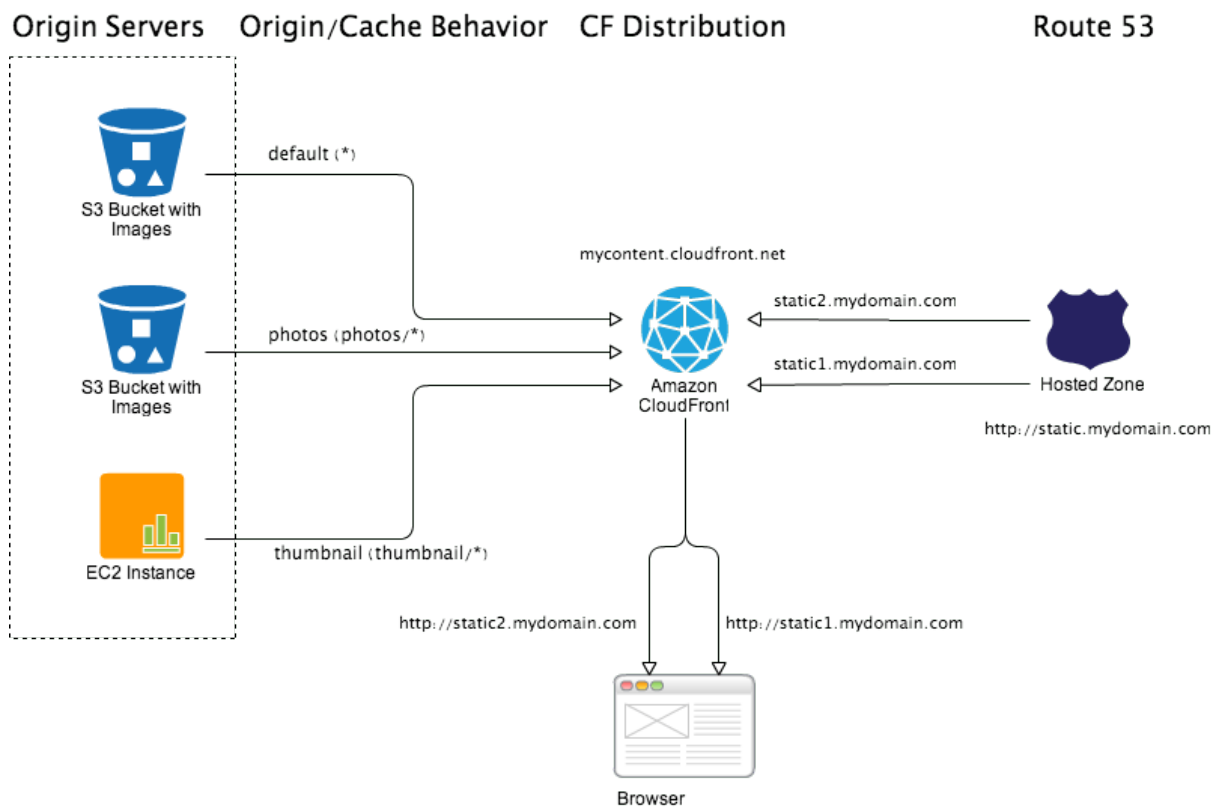 Origin Servers
Origin/Cache Behavior
CF Distribution
Route 53
default (*)
S3 Bucket with
Images
mycontent.cloudfront.net
static2.mydomain.com
photos (photos/*)
static1.mydomain.com
S3 Bucket with
Images
Amazon
CloudFront
Hosted Zone
http://static.mydomain.com
thumbnail (thumbnail/*)
EC2 Instance
http://static2.mydomain.com
http://static1.mydomain.com
Browser